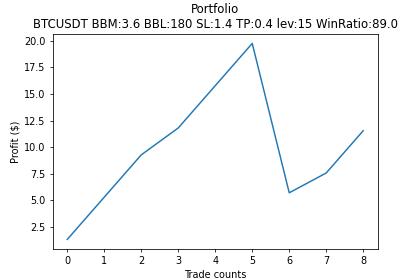 Portfolio
BTCUSDT BBM:3.6 BBL:180 SL:1.4 TP:0.4 lev:15 WinRatio:89.0
20.0
17.5
15.0
12.5
10.0
7.5
5.0
2.5
Profit ($)
0 1 2 3 4 5 6 7 8
Trade counts